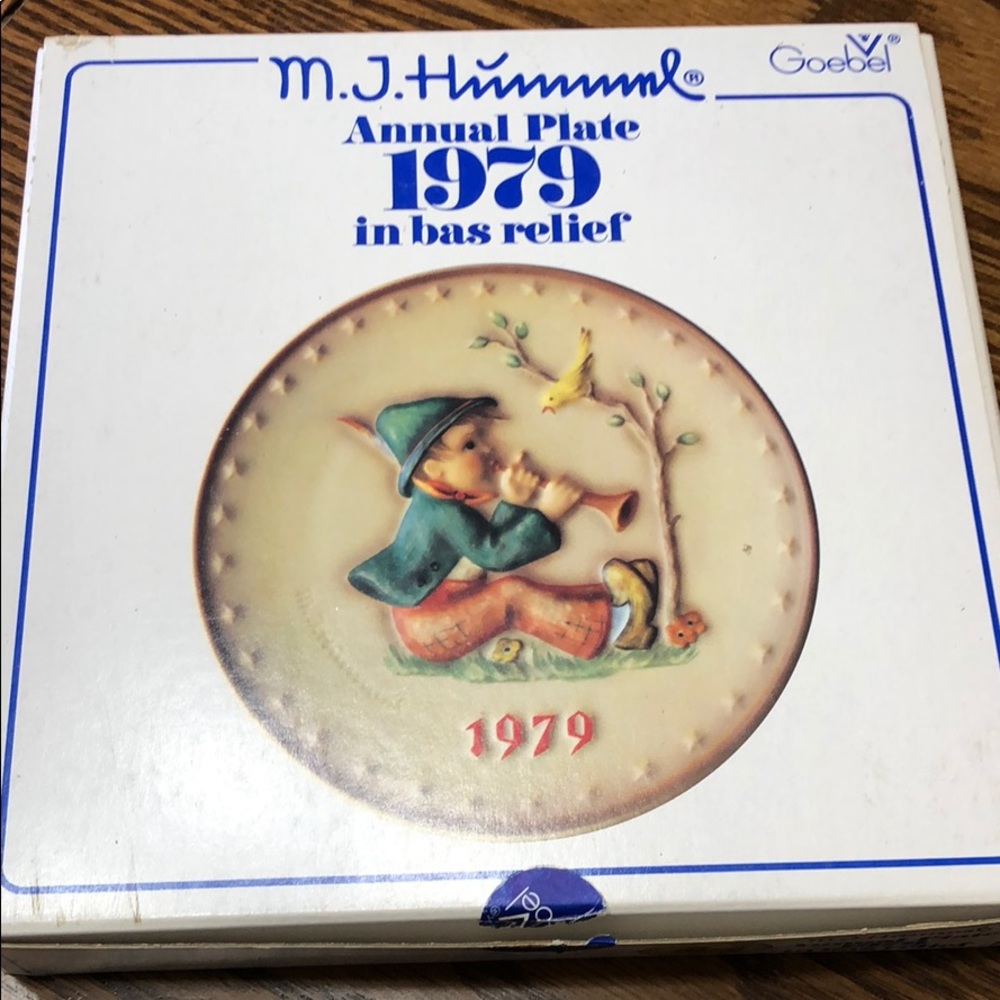 M.J.Hummel® Goebel®
Annual Plate
1979
in bas relief
1979